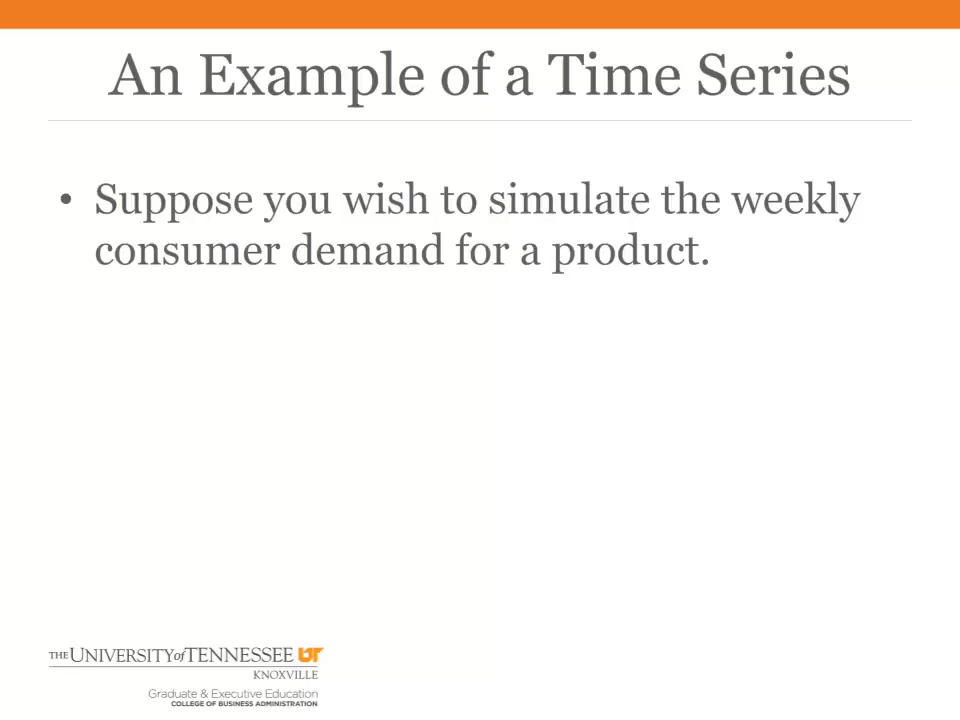 An Example of a Time Series
• Suppose you wish to simulate the weekly
consumer demand for a product.
THE UNIVERSITY of TENNESSEE UT
KNOXVILLE
Graduate & Executive Education
COLLEGE OF BUSINESS ADMINISTRATION